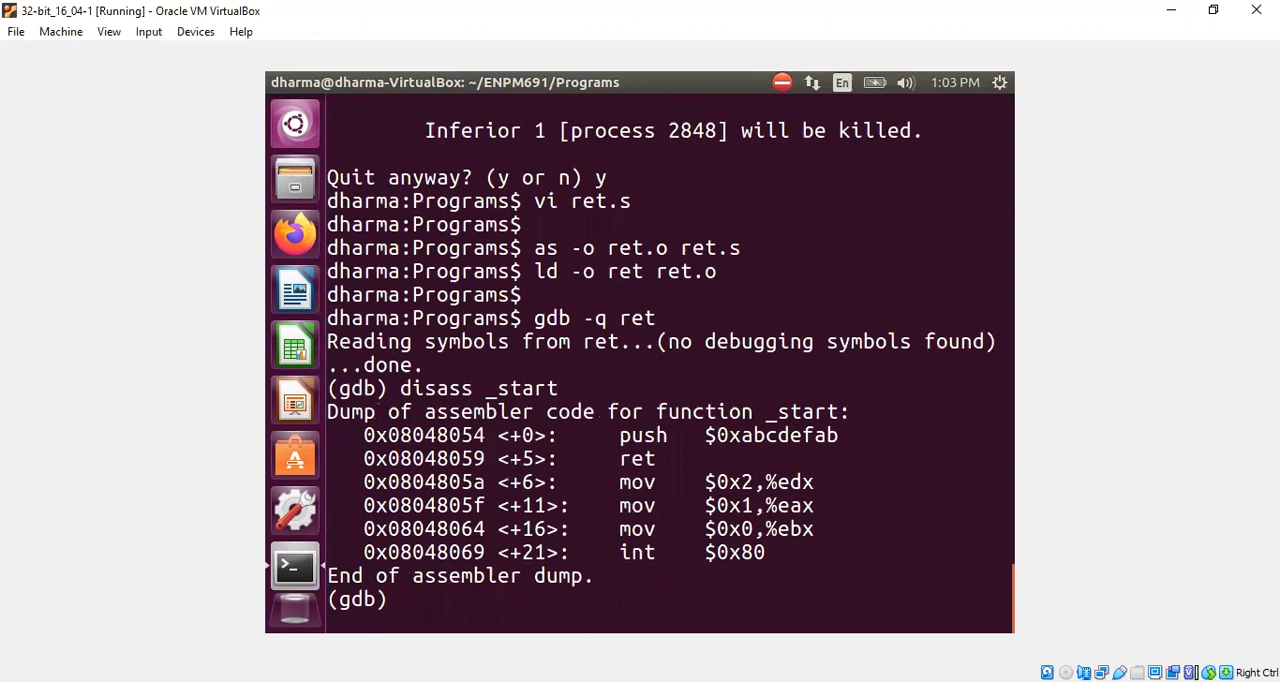 32-bit_16_04-1 [Running] - Oracle VM VirtualBox
File Machine View Input Devices Help
dharma@dharma-VirtualBox: ~/ENPM691/Programs En 1:03 PM
Inferior 1 [process 2848] will be killed.
Quit anyway? (y or n) y
dharma:Programs$ vi ret.s
dharma:Programs$
dharma:Programs$ as -o ret.o ret.s
dharma:Programs$ ld -o ret ret.o
dharma:Programs$
dharma:Programs$ gdb -q ret
Reading symbols from ret...(no debugging symbols found)
...done.
(gdb) disass _start
Dump of assembler code for function _start:
0x08048054 <+0>: push $0xabcdefab
0x08048059 <+5>: ret
0x0804805a <+6>: mov $0x2,%edx
0x0804805f <+11>: mov $0x1,%eax
0x08048064 <+16>: mov $0x0,%ebx
0x08048069 <+21>: int $0x80
End of assembler dump.
(gdb)
Right Ctrl